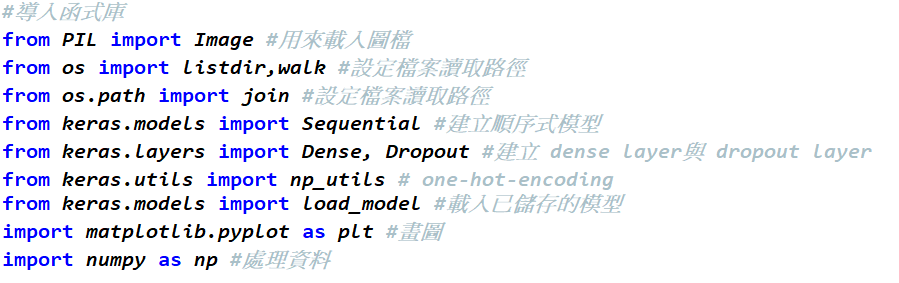 #導入函式庫
from PIL import Image #用來載入圖檔
from os import listdir,walk #設定檔案讀取路徑
from os.path import join #設定檔案讀取路徑
from keras.models import Sequential #建立順序式模型
from keras.layers import Dense, Dropout #建立 dense layer與 dropout layer
from keras.utils import np_utils # one-hot-encoding
from keras.models import load_model #載入已儲存的模型
import matplotlib.pyplot as plt #畫圖
import numpy as np #處理資料